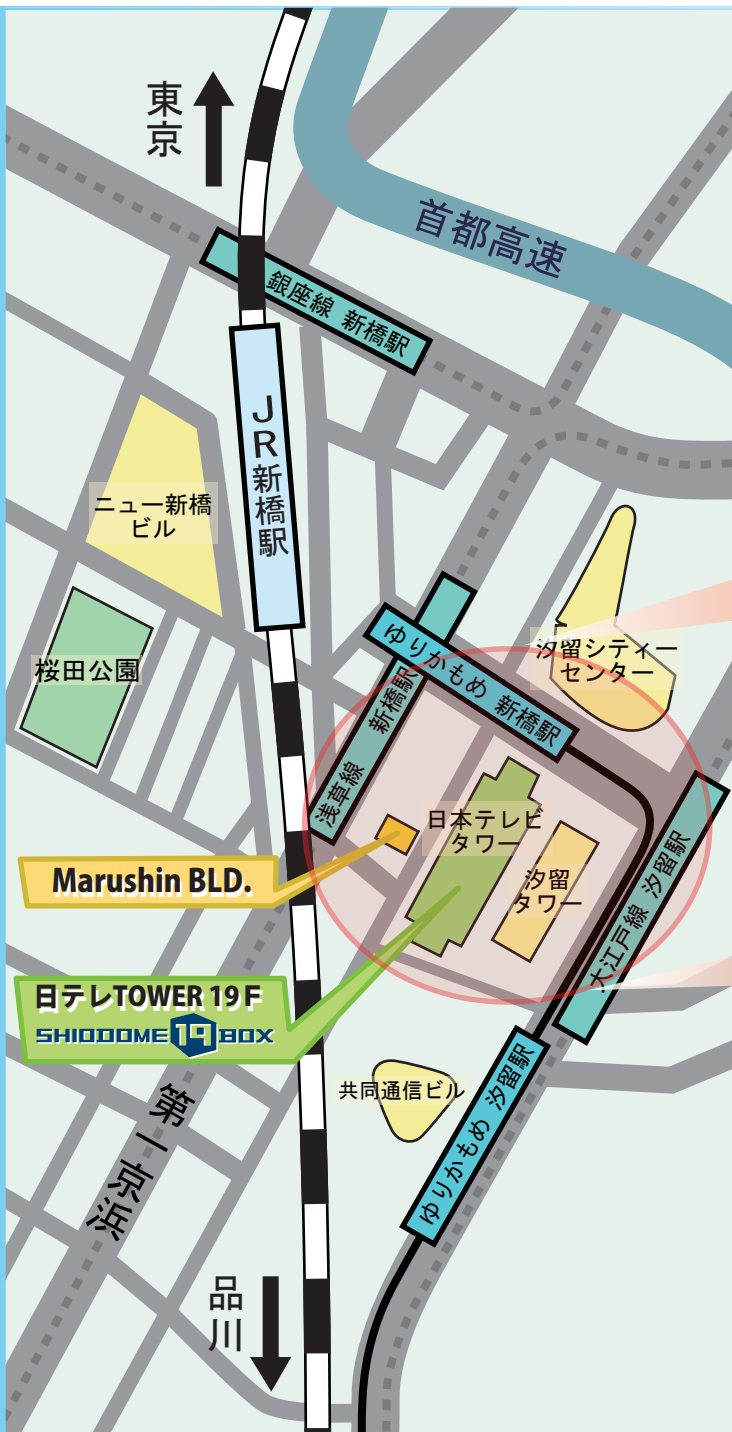 東京
首都高速
銀座線 新橋駅
JR新橋駅
ニュー新橋
ビル
桜田公園
ゆりかもめ 新橋駅
汐留シティー
センター
浅草線 新橋駅
日本テレビ
タワー
汐留
タワー
大江戸線 汐留駅
Marushin BLD.
日テレTOWER 19F
SHIODOME 19 BOX
共同通信ビル
ゆりかもめ 汐留駅
第一京浜
品川